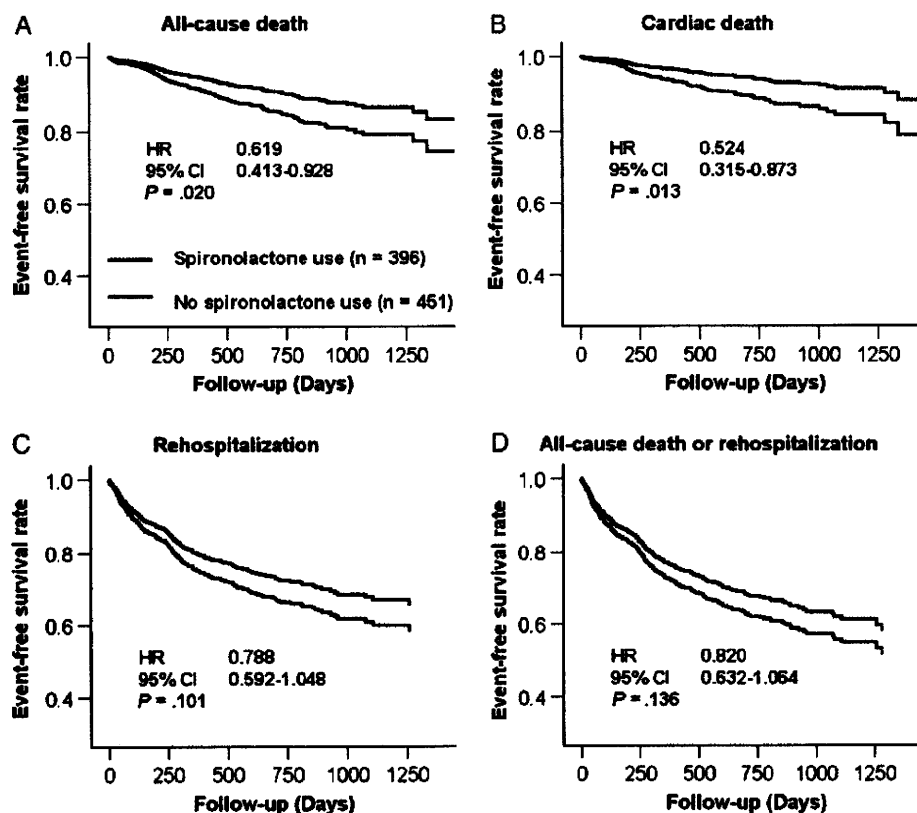 A All-cause death
Event-free survival rate
1.0
0.8
0.6
0.4
HR 0.619
95% CI 0.413-0.928
P = .020
Spironolactone use (n = 396)
No spironolactone use (n = 451)
0 250 500 750 1000 1250
Follow-up (Days)
B Cardiac death
Event-free survival rate
1.0
0.8
0.6
0.4
HR 0.524
95% CI 0.315-0.873
P = .013
0 250 500 750 1000 1250
Follow-up (Days)
C Rehospitalization
Event-free survival rate
1.0
0.8
0.6
0.4
HR 0.788
95% CI 0.592-1.048
P = .101
0 250 500 750 1000 1250
Follow-up (Days)
D All-cause death or rehospitalization
Event-free survival rate
1.0
0.8
0.6
0.4
HR 0.820
95% CI 0.632-1.064
P = .136
0 250 500 750 1000 1250
Follow-up (Days)